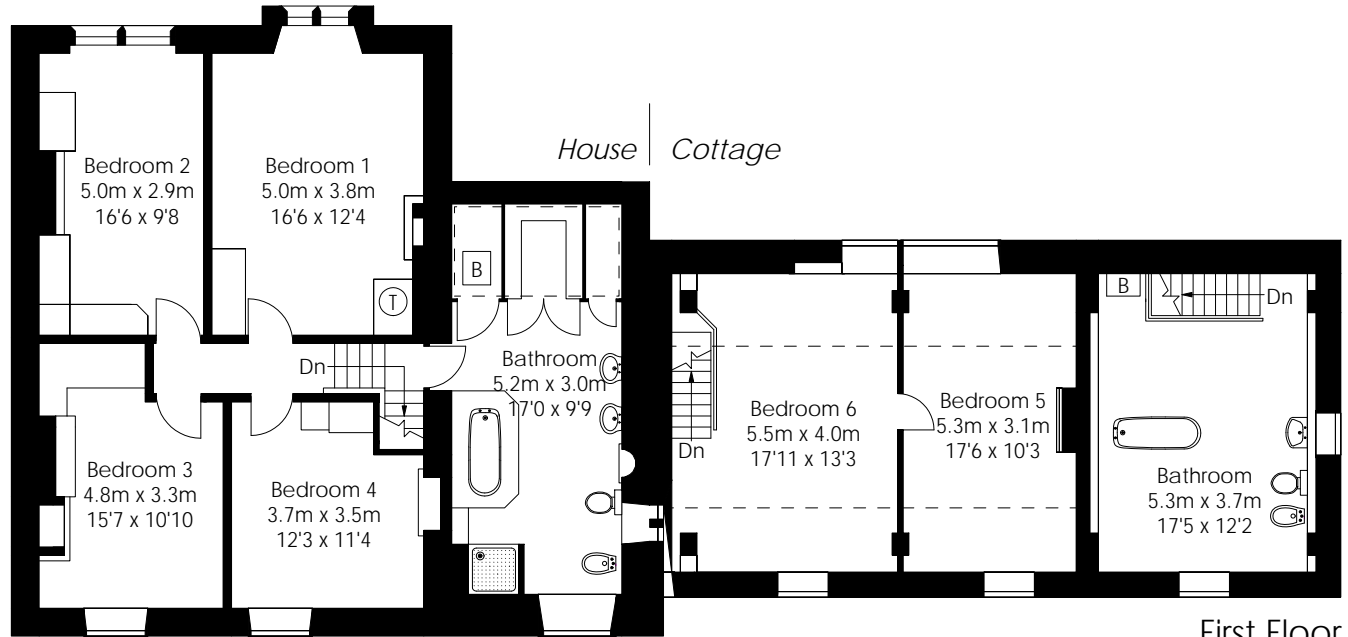 House
Cottage
Bedroom 2
5.0m x 2.9m
16'6 x 9'8
Bedroom 1
5.0m x 3.8m
16'6 x 12'4
T
B
Dn
Bathroom
5.2m x 3.0m
17'0 x 9'9
Bedroom 3
4.8m x 3.3m
15'7 x 10'10
Bedroom 4
3.7m x 3.5m
12'3 x 11'4
Dn
Bedroom 6
5.5m x 4.0m
17'11 x 13'3
Bedroom 5
5.3m x 3.1m
17'6 x 10'3
B
Dn
Bathroom
5.3m x 3.7m
17'5 x 12'2
First Floor